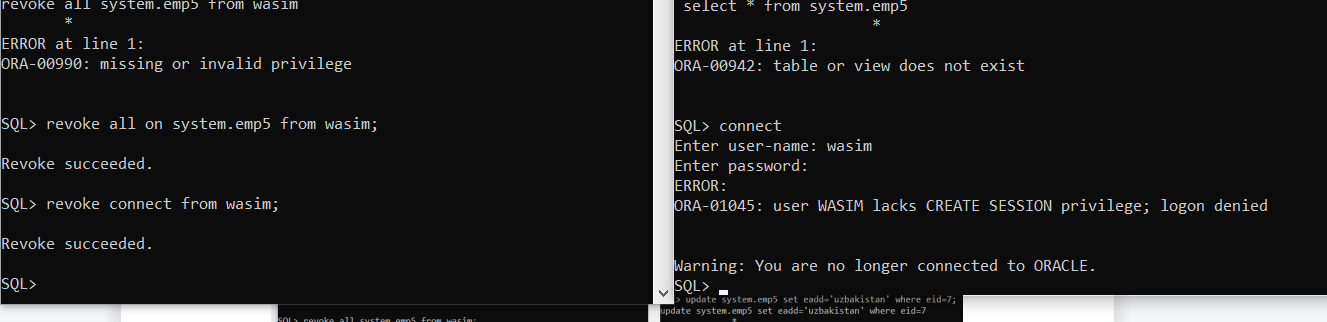 revoke all system.emp5 from wasim
*
ERROR at line 1:
ORA-00990: missing or invalid privilege
SQL> revoke all on system.emp5 from wasim;
Revoke succeeded.
SQL> revoke connect from wasim;
Revoke succeeded.
SQL>
select * from system.emp5
*
ERROR at line 1:
ORA-00942: table or view does not exist
SQL> connect
Enter user-name: wasim
Enter password:
ERROR:
ORA-01045: user WASIM lacks CREATE SESSION privilege; logon denied
Warning: You are no longer connected to ORACLE.
SQL>
> update system.emp5 set eadd='uzbakistan' where eid=7;
update system.emp5 set eadd='uzbakistan' where eid=7
*
SQL> revoke all system.emp5 from wasim;